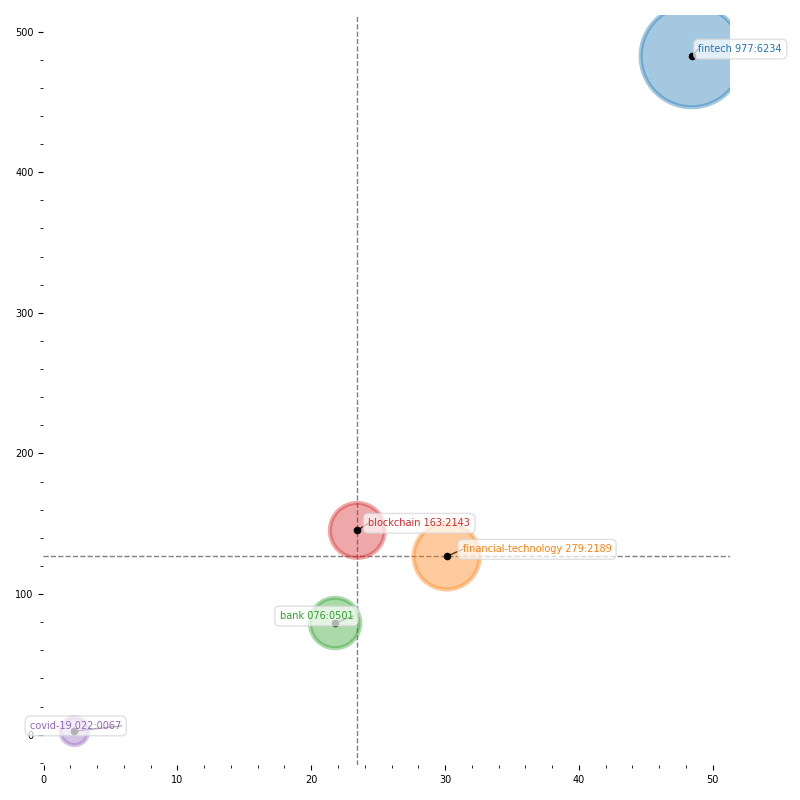 500
fintech 977:6234
400
300
200
blockchain 163:2143
financial-technology 279:2189
100
bank 076:0501
covid-19 022:0067
0
0 10 20 30 40 50